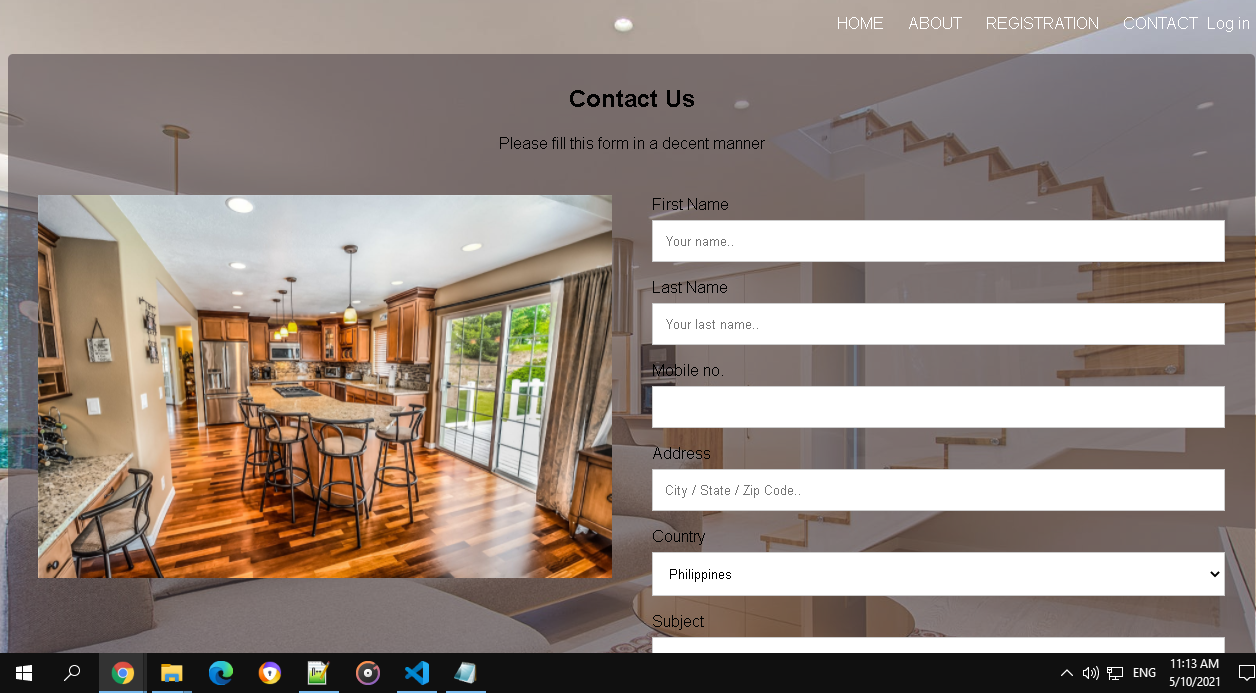 HOME ABOUT REGISTRATION CONTACT Log in
Contact Us
Please fill this form in a decent manner
First Name
Your name..
Last Name
Your last name..
Mobile no.
Address
City / State / Zip Code..
Country
Philippines
Subject
ENG
11:13 AM
5/10/2021